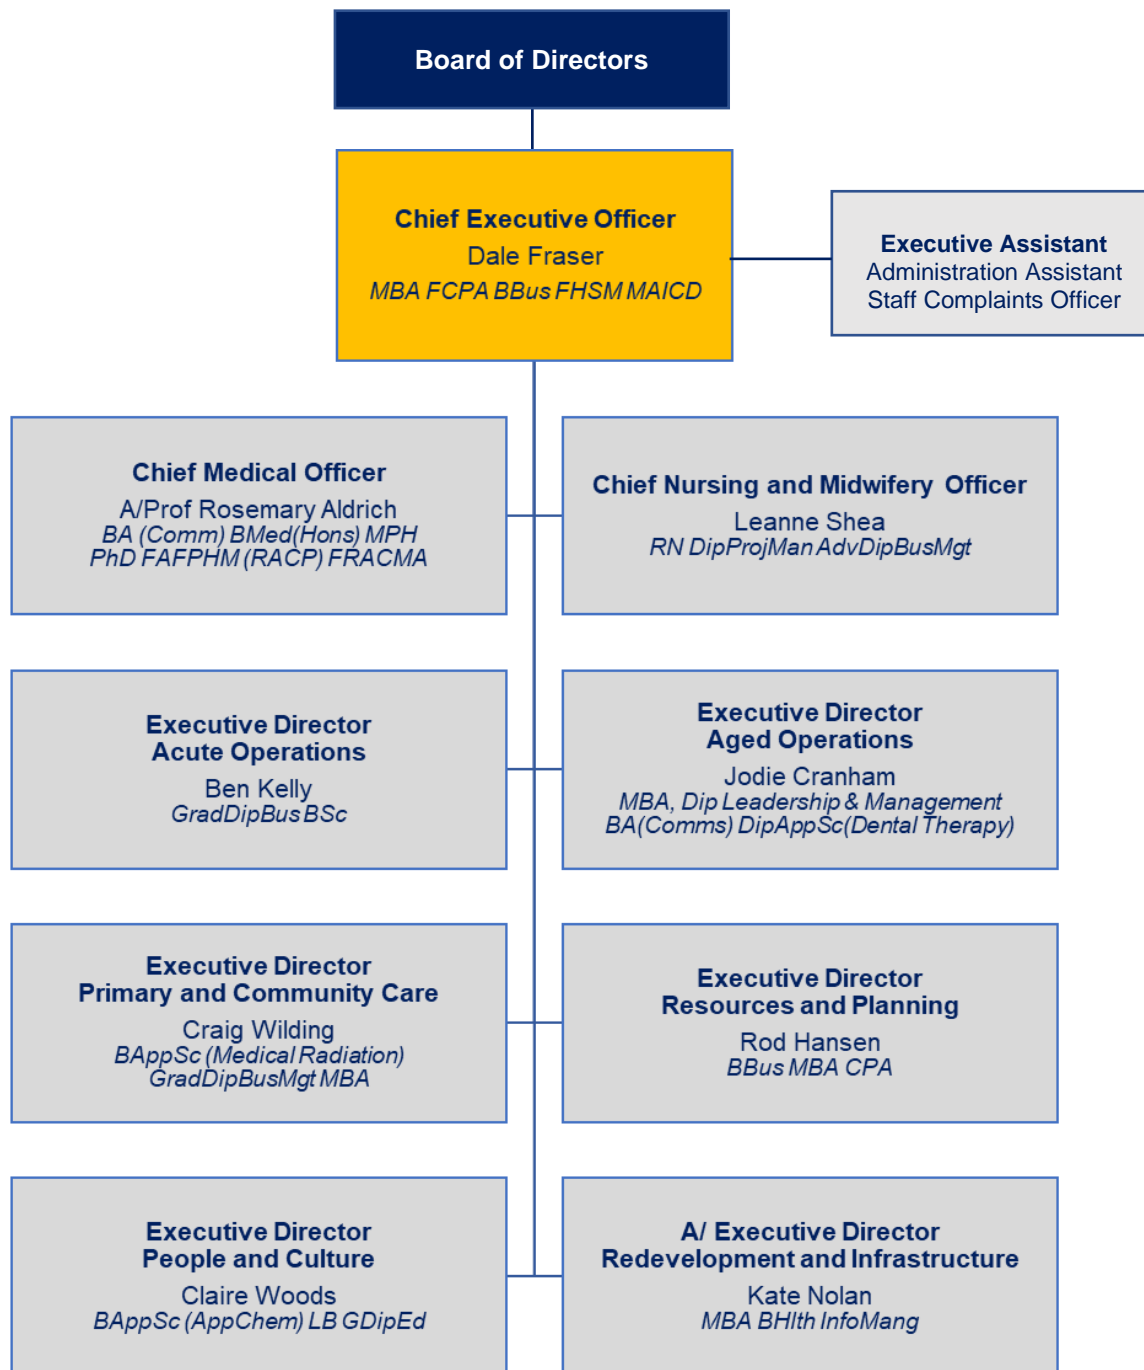 Board of Directors
Chief Executive Officer
Dale Fraser
MBA FCPA BBus FHSM MAICD
Executive Assistant
Administration Assistant
Staff Complaints Officer
Chief Medical Officer
A/Prof Rosemary Aldrich
BA (Comm) BMed(Hons) MPH
PhD FAFPHM (RACP) FRACMA
Chief Nursing and Midwifery Officer
Leanne Shea
RN DipProjMan AdvDipBusMgt
Executive Director
Acute Operations
Ben Kelly
GradDipBus BSc
Executive Director
Aged Operations
Jodie Cranham
MBA, Dip Leadership & Management
BA(Comms) DipAppSc(Dental Therapy)
Executive Director
Primary and Community Care
Craig Wilding
BAppSc (Medical Radiation)
GradDipBusMgt MBA
Executive Director
Resources and Planning
Rod Hansen
BBus MBA CPA
Executive Director
People and Culture
Claire Woods
BAppSc (AppChem) LB GDipEd
A/ Executive Director
Redevelopment and Infrastructure
Kate Nolan
MBA BHlth InfoMang